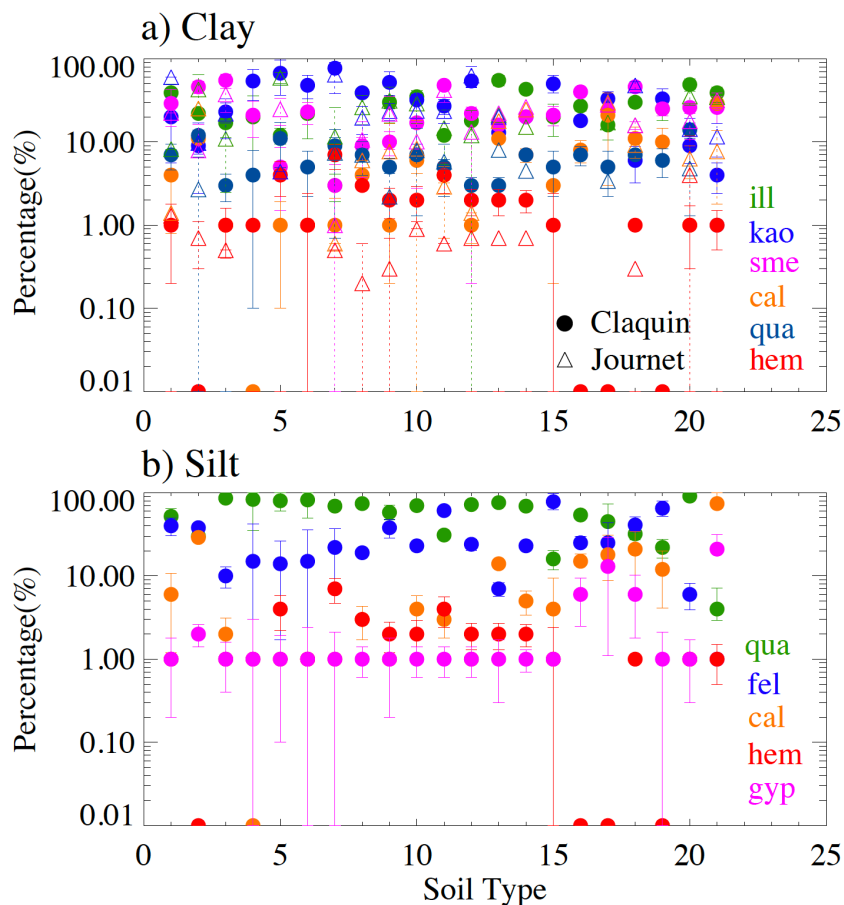 a) Clay
100.00
10.00
1.00
0.10
0.01
Percentage(%)
ill
kao
sme
cal
qua
hem
Claquin
Journet
0 5 10 15 20 25
b) Silt
100.00
10.00
1.00
0.10
0.01
Percentage(%)
qua
fel
cal
hem
gyp
0 5 10 15 20 25
Soil Type